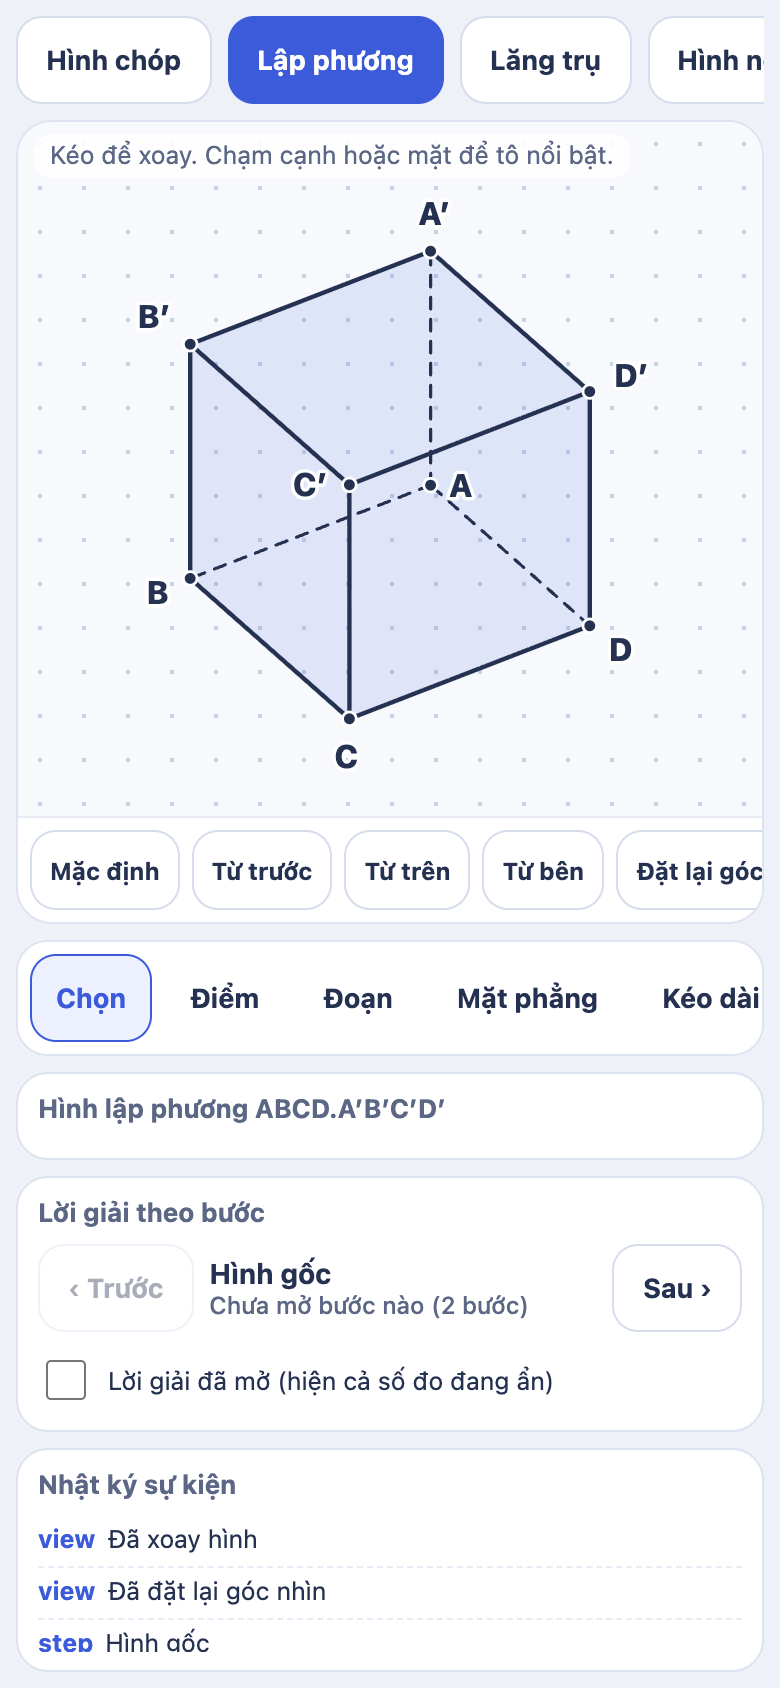 Hình chóp
Lập phương
Lăng trụ
Hình n
Kéo để xoay. Chạm cạnh hoặc mặt để tô nổi bật.
A′
B′
D′
C′
A
B
D
C
Mặc định
Từ trước
Từ trên
Từ bên
Đặt lại góc
Chọn
Điểm
Đoạn
Mặt phẳng
Kéo dài
Hình lập phương ABCD.A′B′C′D′
Lời giải theo bước
‹ Trước
Hình gốc
Chưa mở bước nào (2 bước)
Sau ›
Lời giải đã mở (hiện cả số đo đang ẩn)
Nhật ký sự kiện
view Đã xoay hình
view Đã đặt lại góc nhìn
step Hình gốc